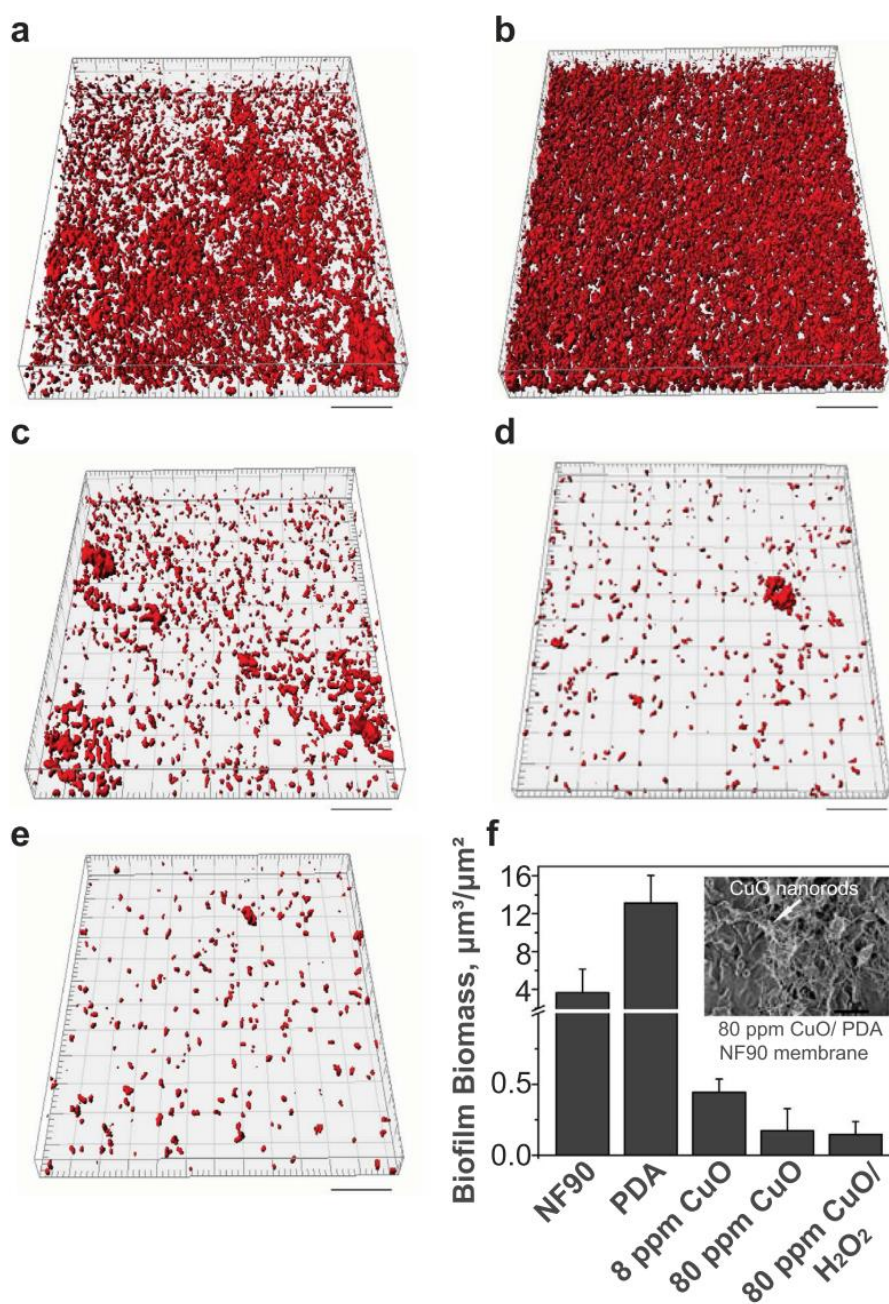 a
b
c
d
e
f
Biofilm Biomass, µm³/µm²
16
12
8
4
0.5
0.0
CuO nanorods
80 ppm CuO/ PDA
NF90 membrane
NF90
PDA
8 ppm CuO
80 ppm CuO
80 ppm CuO/
H₂O₂